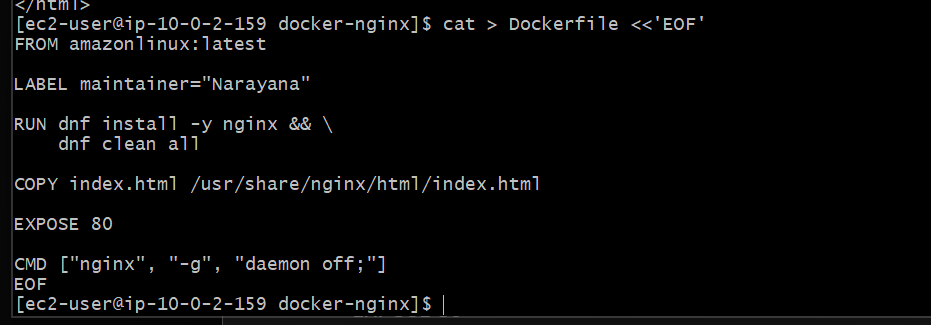 </html>
[ec2-user@ip-10-0-2-159 docker-nginx]$ cat > Dockerfile <<'EOF'
FROM amazonlinux:latest
LABEL maintainer="Narayana"
RUN dnf install -y nginx && \
    dnf clean all
COPY index.html /usr/share/nginx/html/index.html
EXPOSE 80
CMD ["nginx", "-g", "daemon off;"]
EOF
[ec2-user@ip-10-0-2-159 docker-nginx]$